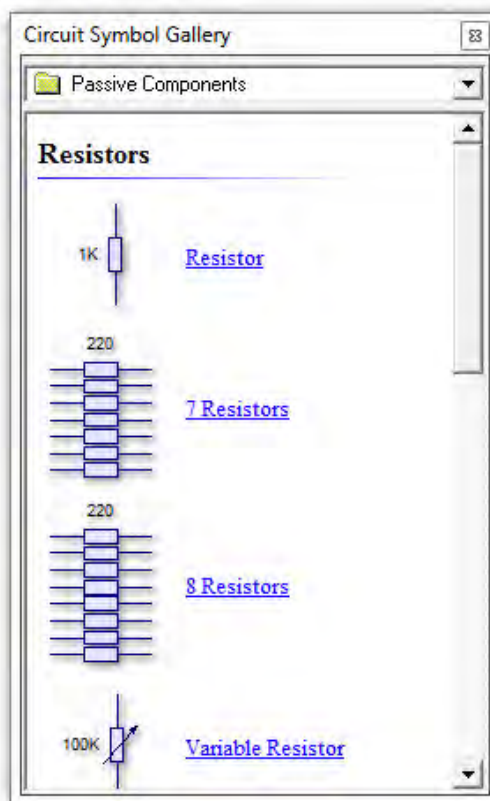 Circuit Symbol Gallery
Passive Components
Resistors
1K
Resistor
220
7 Resistors
220
8 Resistors
100K
Variable Resistor